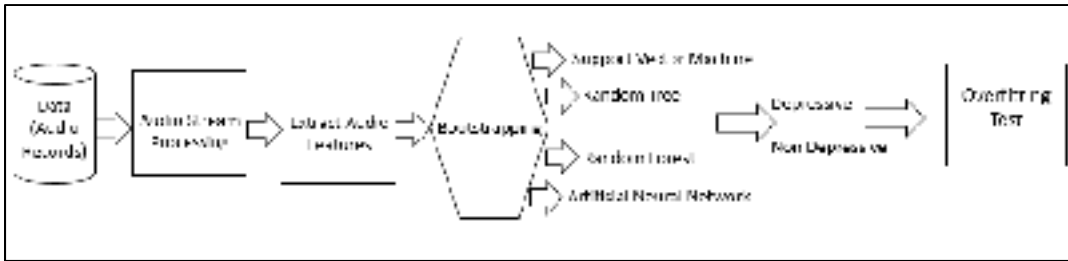 Data
(Audio
Records)
Audio Stream
Processing
Extract Audio
Features
Bootstrapping
Support Vector Machine
Random Tree
Random Forest
Artificial Neural Network
Depressive
Non Depressive
Overfitting
Test